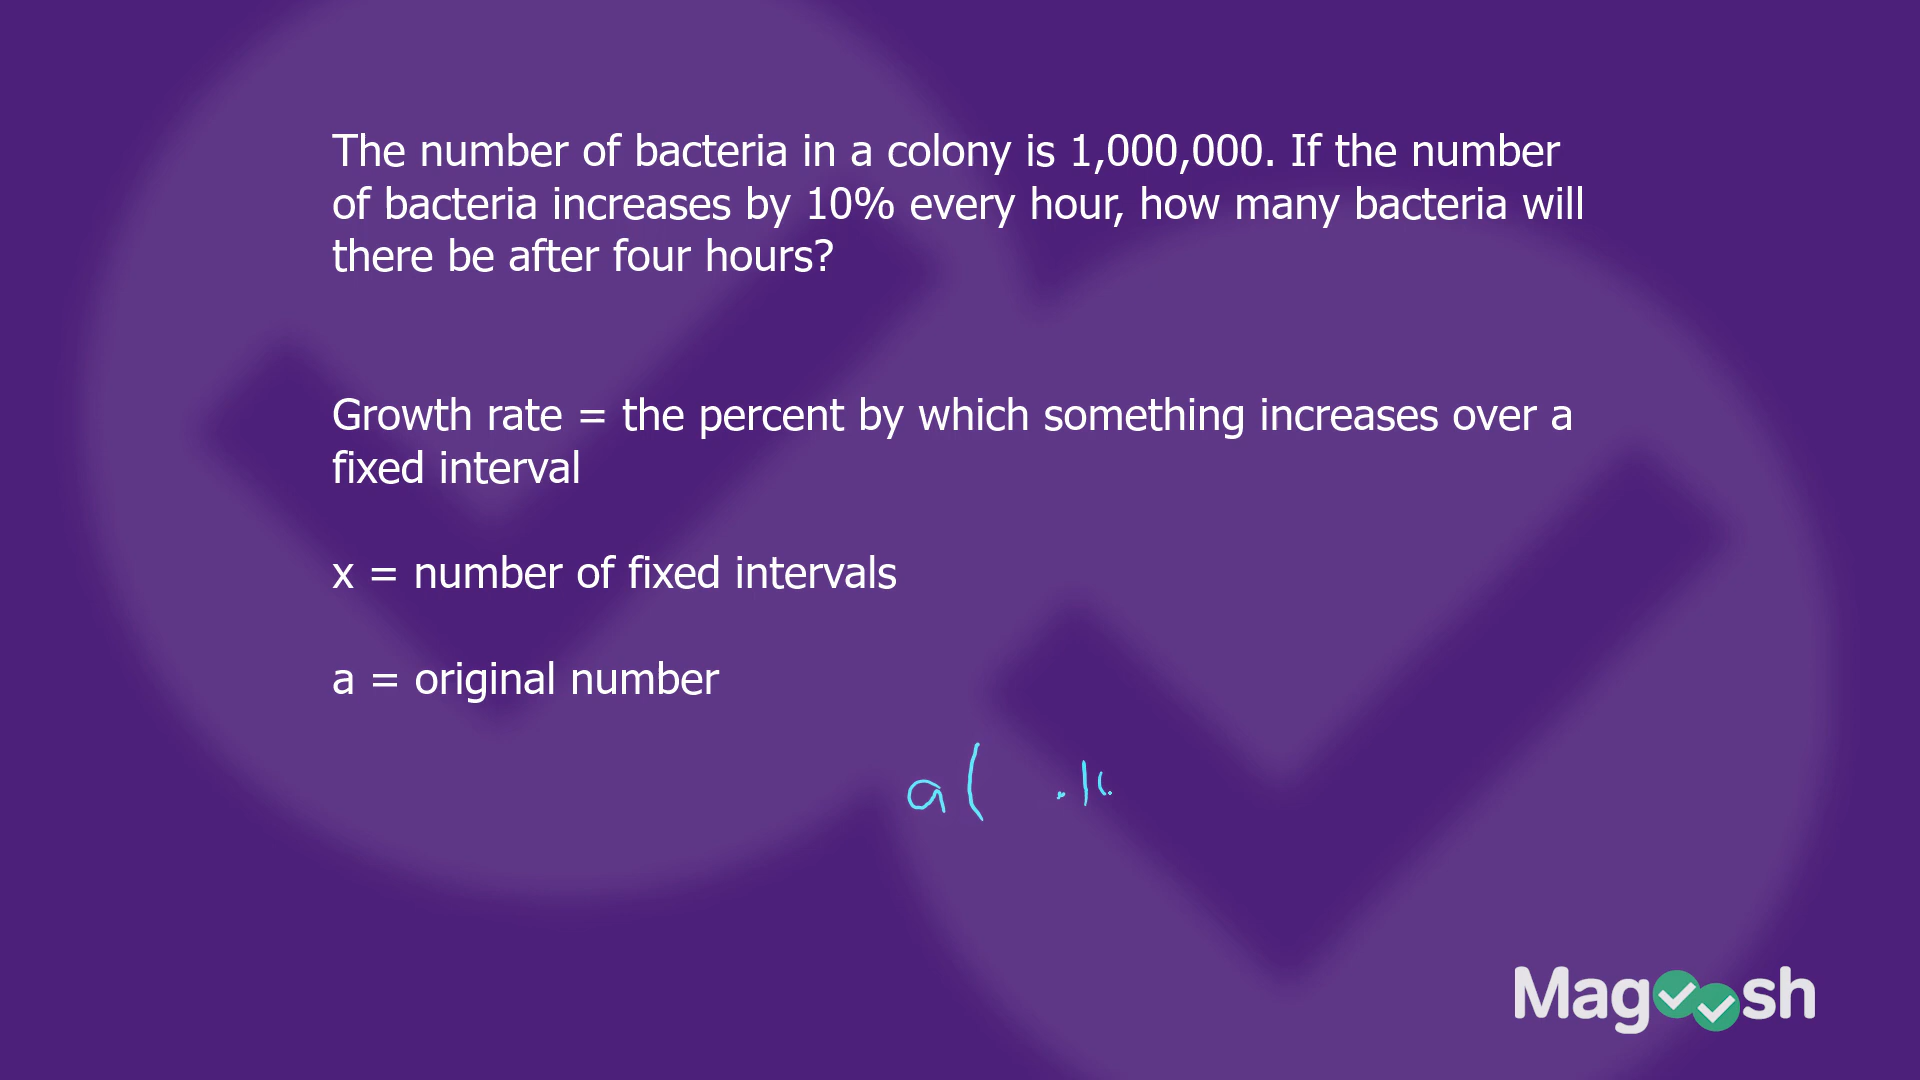 The number of bacteria in a colony is 1,000,000. If the number
of bacteria increases by 10% every hour, how many bacteria will
there be after four hours?
Growth rate = the percent by which something increases over a
fixed interval
x = number of fixed intervals
a = original number
a( .1
Magoosh